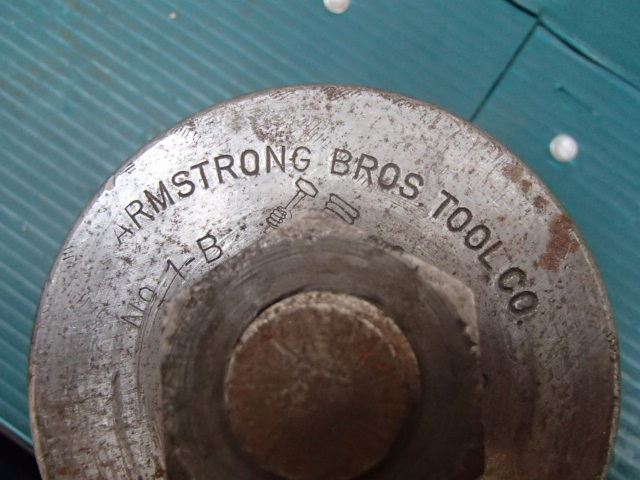 ARMSTRONG BROS. TOOL CO.
No. 1-B